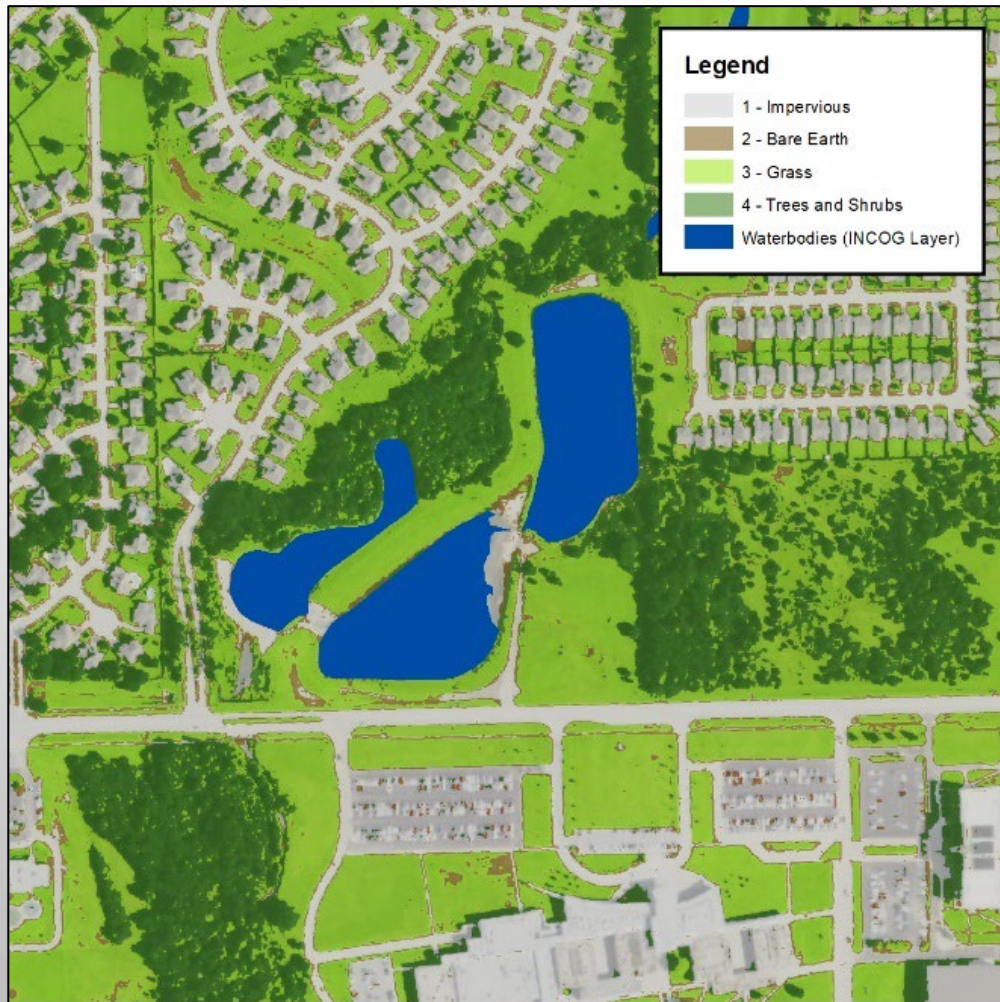 Legend
1 - Impervious
2 - Bare Earth
3 - Grass
4 - Trees and Shrubs
Waterbodies (INCOG Layer)